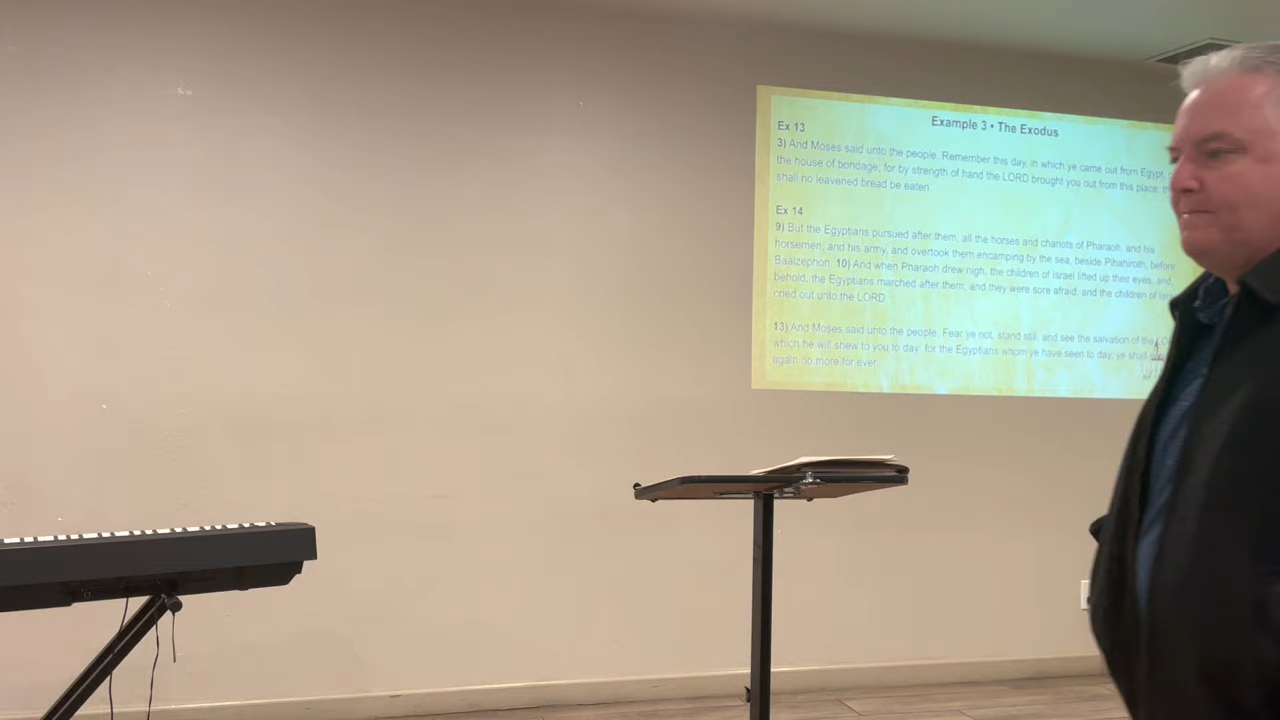 Example 3 • The Exodus
Ex 13
3) And Moses said unto the people, Remember this day, in which ye came out from Egypt,
the house of bondage; for by strength of hand the LORD brought you out from this place:
shall no leavened bread be eaten.
Ex 14
9) But the Egyptians pursued after them, all the horses and chariots of Pharaoh, and his
horsemen, and his army, and overtook them encamping by the sea, beside Pihahiroth, before
Baalzephon. 10) And when Pharaoh drew nigh, the children of Israel lifted up their eyes, and,
behold, the Egyptians marched after them; and they were sore afraid: and the children of
cried out unto the LORD.
13) And Moses said unto the people, Fear ye not, stand still, and see the salvation of the
which he will shew to you to day: for the Egyptians whom ye have seen to day, ye shall
again no more for ever.